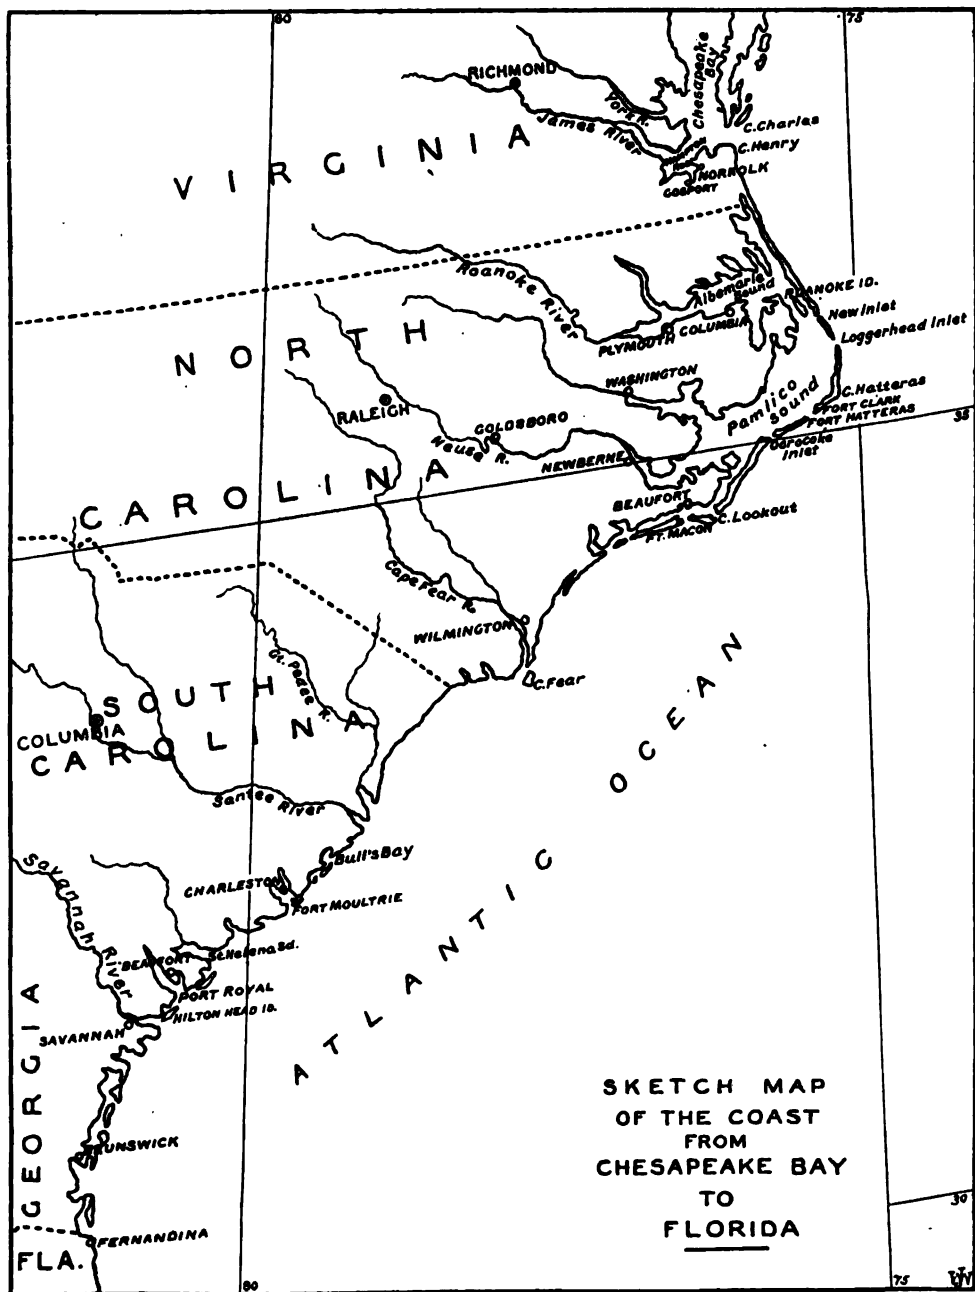 80
75
RICHMOND
York R.
Chesapeake
Bay
James River
C. Charles
C. Henry
NORROLK
GOSPORT
VIRGINIA
Roanoke River
Albemarle
Sound
ROANOKE ID.
New Inlet
Loggerhead Inlet
PLYMOUTH
COLUMBIA
NORTH
WASHINGTON
Pamlico
Sound
C. Hatteras
FORT CLARK
FORT HATTERAS
35
Ocracoke
Inlet
RALEIGH
GOLDSBORO
Neuse R.
NEWBERNE
CAROLINA
BEAUFORT
C. Lookout
FT. MACON
Cape Fear R.
WILMINGTON
C. Fear
Gt. Pedee R.
SOUTH
COLUMBIA
CAROLINA
Santee River
ATLANTIC OCEAN
Bull's Bay
CHARLESTON
FORT MOULTRIE
Savannah River
BEAUFORT
St. Helena Sd.
PORT ROYAL
HILTON HEAD ID.
SAVANNAH
GEORGIA
BRUNSWICK
FERNANDINA
FLA.
SKETCH MAP
OF THE COAST
FROM
CHESAPEAKE BAY
TO
FLORIDA
30
80
75